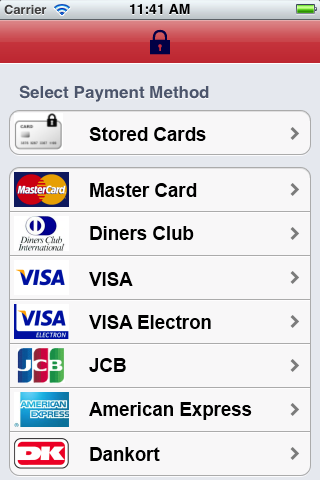 Carrier 11:41 AM
Select Payment Method
CARD
Stored Cards
MasterCard
Master Card
Diners Club
International
Diners Club
VISA
VISA
VISA
ELECTRON
VISA Electron
JCB
JCB
AMERICAN
EXPRESS
®
American Express
DK
Dankort